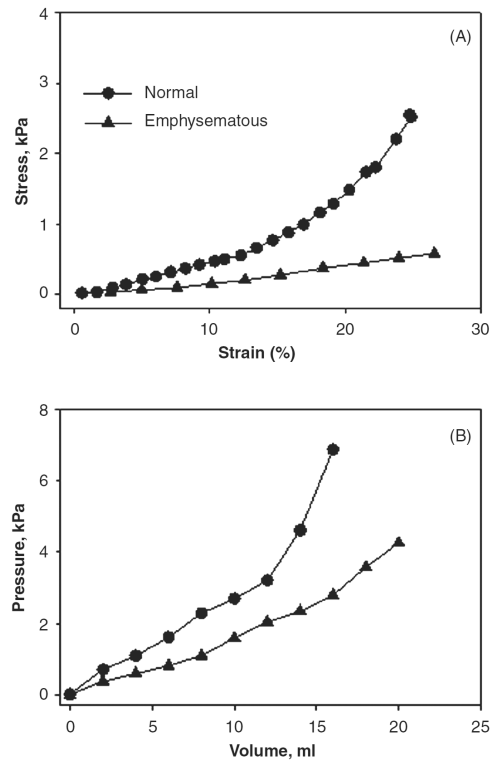 4
(A)
Normal
3
Emphysematous
Stress, kPa
2
1
0
0 10 20 30
Strain (%)
8
(B)
6
Pressure, kPa
4
2
0
0 5 10 15 20 25
Volume, ml